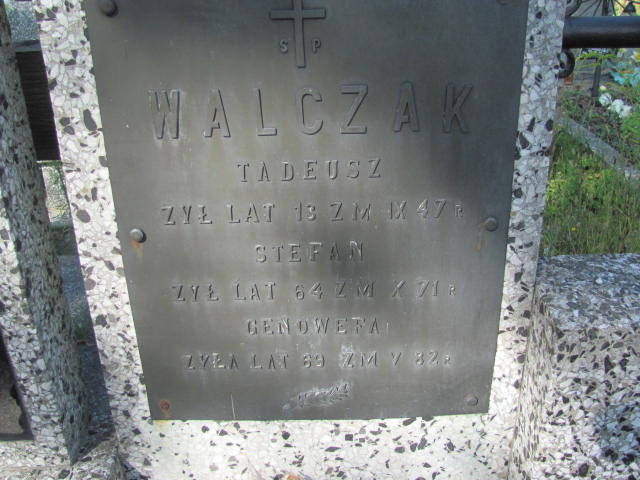 S P
WALCZAK
TADEUSZ
ŻYŁ LAT 13 ZM IX 47 R
STEFAN
ŻYŁ LAT 64 ZM X 71 R
GENOWEFA
ŻYŁA LAT 69 ZM V 82 R